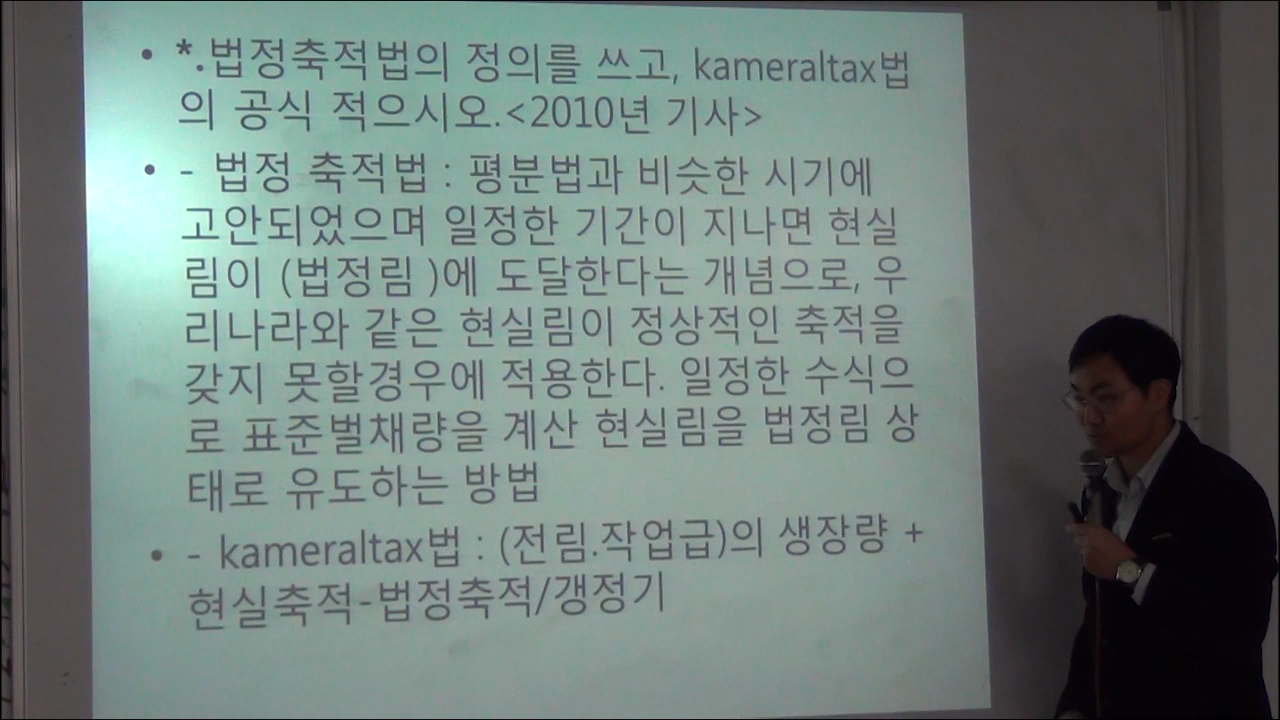 • *.법정축적법의 정의를 쓰고, kameraltax법
의 공식 적으시오.<2010년 기사>
• - 법정 축적법 : 평분법과 비슷한 시기에
고안되었으며 일정한 기간이 지나면 현실
림이 (법정림 )에 도달한다는 개념으로, 우
리나라와 같은 현실림이 정상적인 축적을
갖지 못할경우에 적용한다. 일정한 수식으
로 표준벌채량을 계산 현실림을 법정림 상
태로 유도하는 방법
• - kameraltax법 : (전림.작업급)의 생장량 +
현실축적-법정축적/갱정기